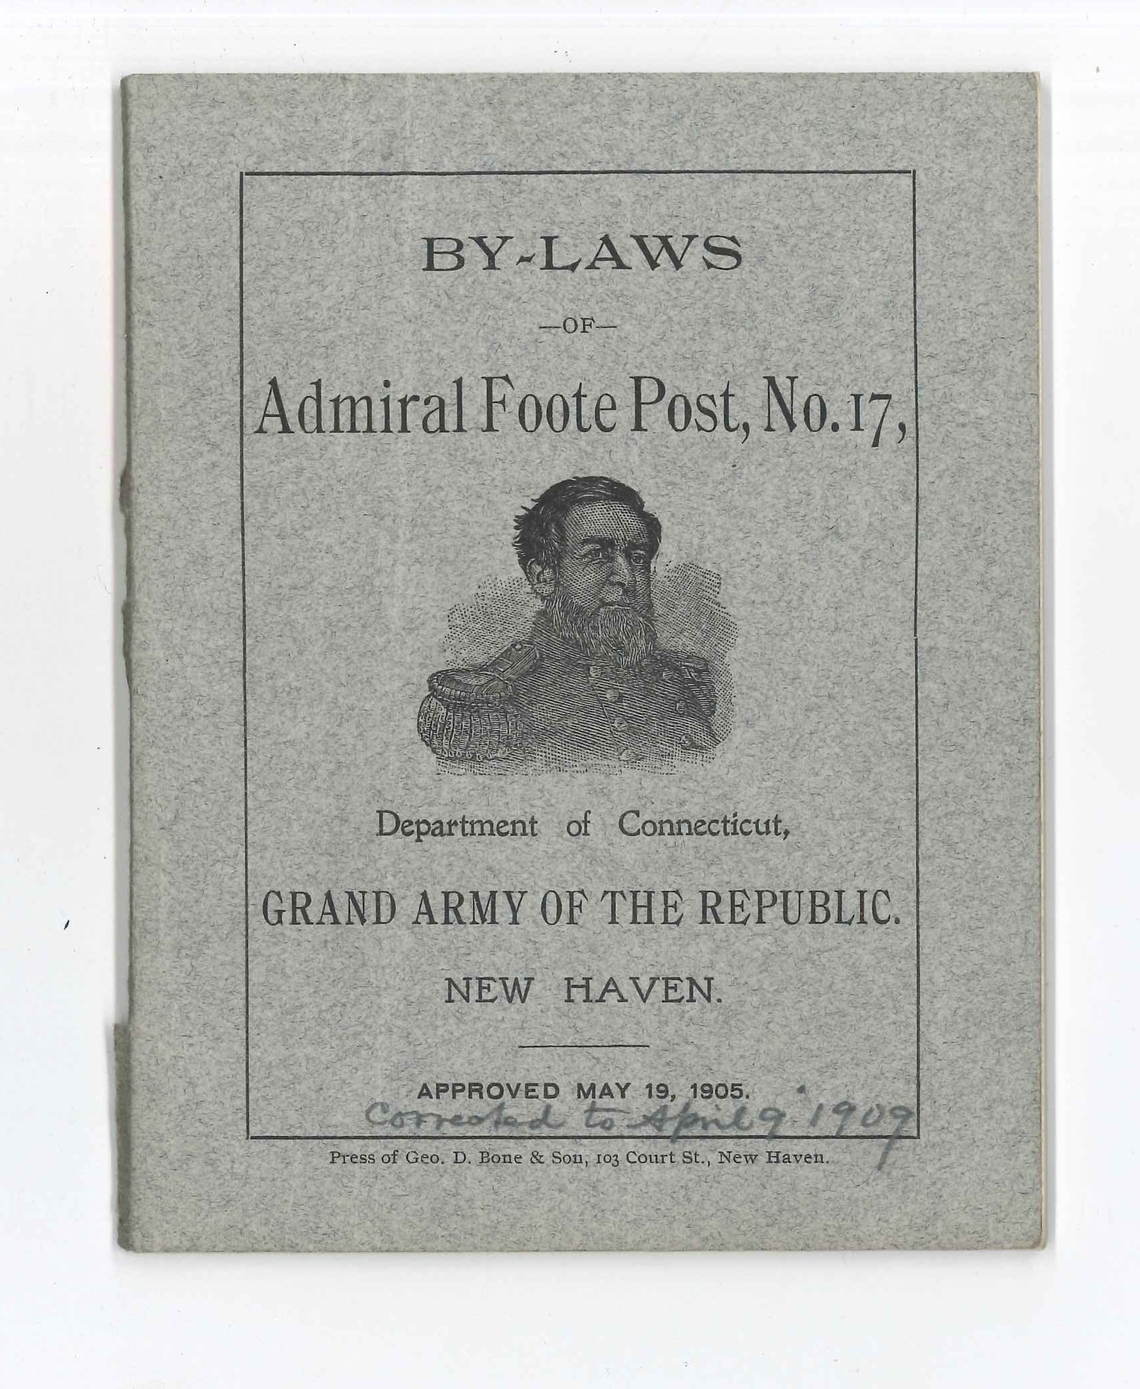 BY-LAWS
—OF—
Admiral Foote Post, No. 17,
Department of Connecticut,
GRAND ARMY OF THE REPUBLIC.
NEW HAVEN.
APPROVED MAY 19, 1905.
Corrected to April 9. 1909
Press of Geo. D. Bone & Son, 103 Court St., New Haven.